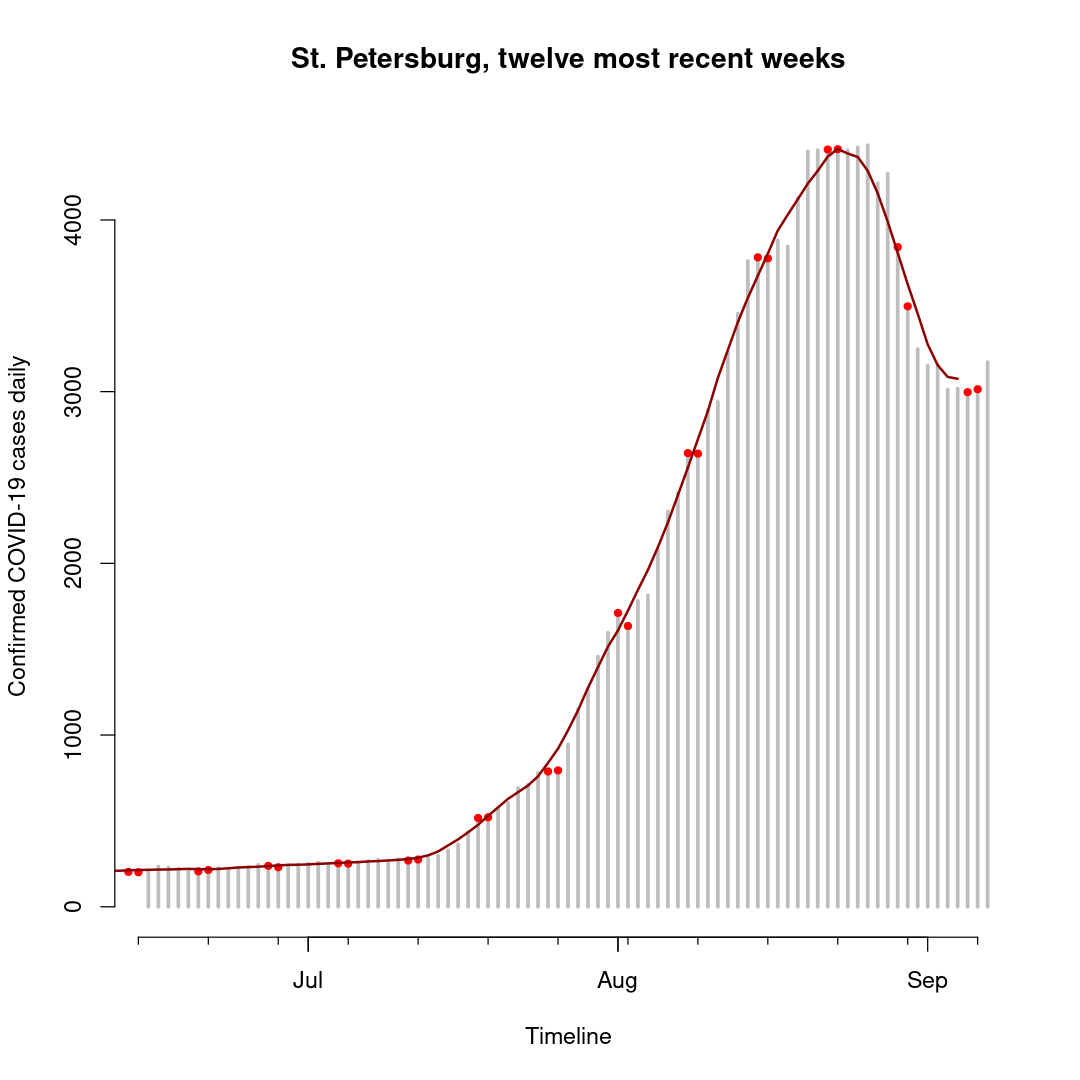 St. Petersburg, twelve most recent weeks
Confirmed COVID-19 cases daily
4000
3000
2000
1000
0
Jul Aug Sep
Timeline